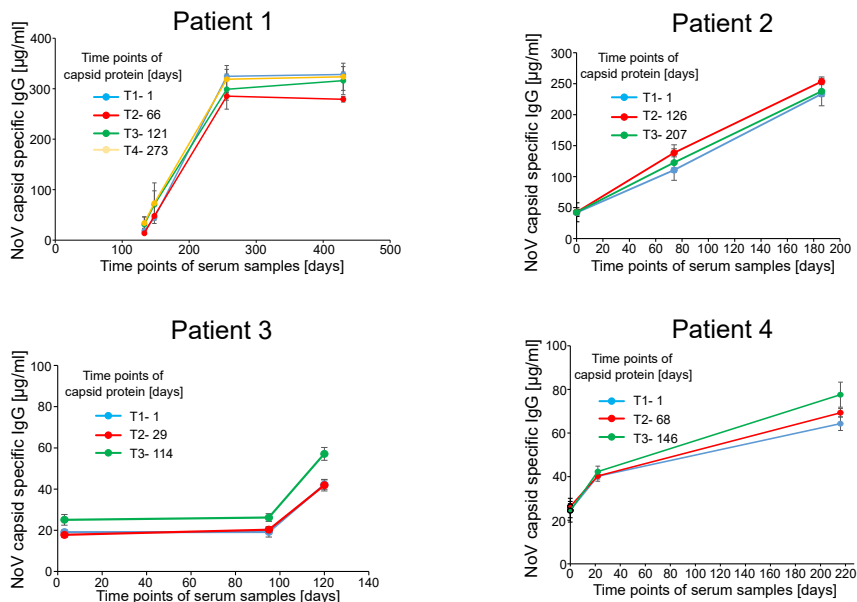 Patient 1
NoV capsid specific IgG [µg/ml]
400
300
200
100
0
Time points of
capsid protein [days]
T1- 1
T2- 66
T3- 121
T4- 273
0 100 200 300 400 500
Time points of serum samples [days]
Patient 2
NoV capsid specific IgG [µg/ml]
300
250
200
150
100
50
0
Time points of
capsid protein [days]
T1- 1
T2- 126
T3- 207
0 20 40 60 80 100 120 140 160 180 200
Time points of serum samples [days]
Patient 3
NoV capsid specific IgG [µg/ml]
100
80
60
40
20
0
Time points of
capsid protein [days]
T1- 1
T2- 29
T3- 114
0 20 40 60 80 100 120 140
Time points of serum samples [days]
Patient 4
NoV capsid specific IgG [µg/ml]
100
80
60
40
20
0
Time points of
capsid protein [days]
T1- 1
T2- 68
T3- 146
0 20 40 60 80 100 120 140 160 180 200 220
Time points of serum samples [days]